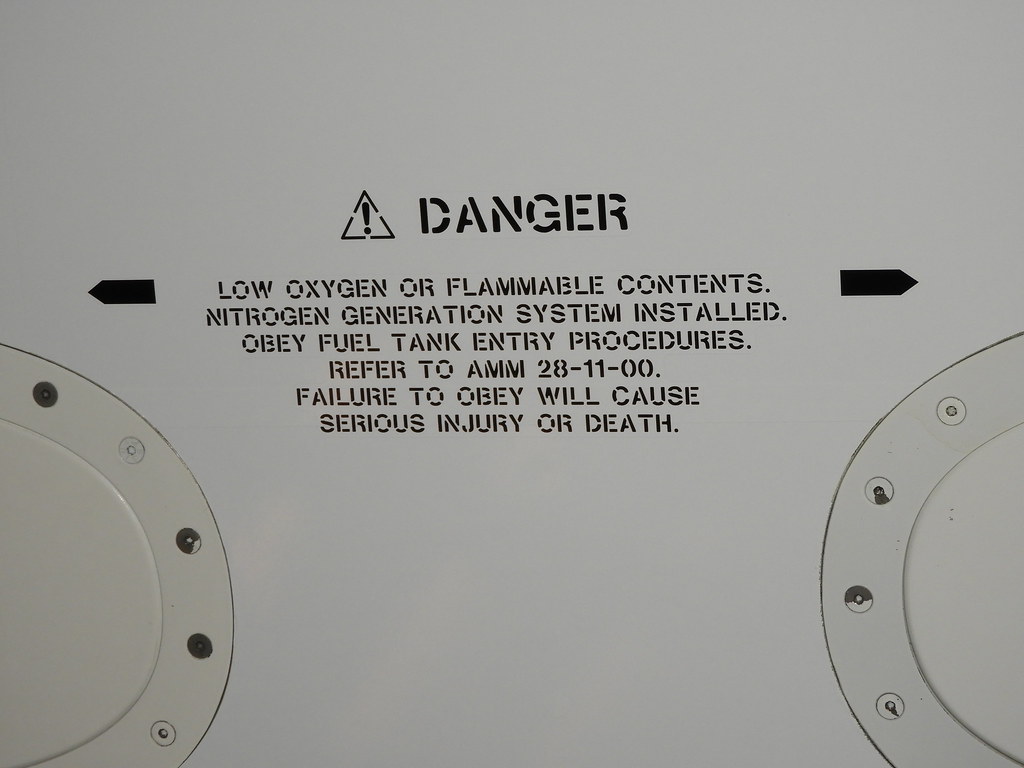 DANGER
LOW OXYGEN OR FLAMMABLE CONTENTS.
NITROGEN GENERATION SYSTEM INSTALLED.
OBEY FUEL TANK ENTRY PROCEDURES.
REFER TO AMM 28-11-00.
FAILURE TO OBEY WILL CAUSE
SERIOUS INJURY OR DEATH.